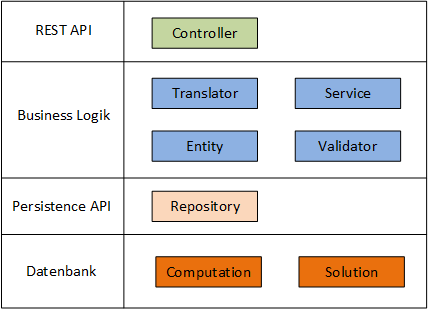 REST API
Controller
Business Logik
Translator
Service
Entity
Validator
Persistence API
Repository
Datenbank
Computation
Solution